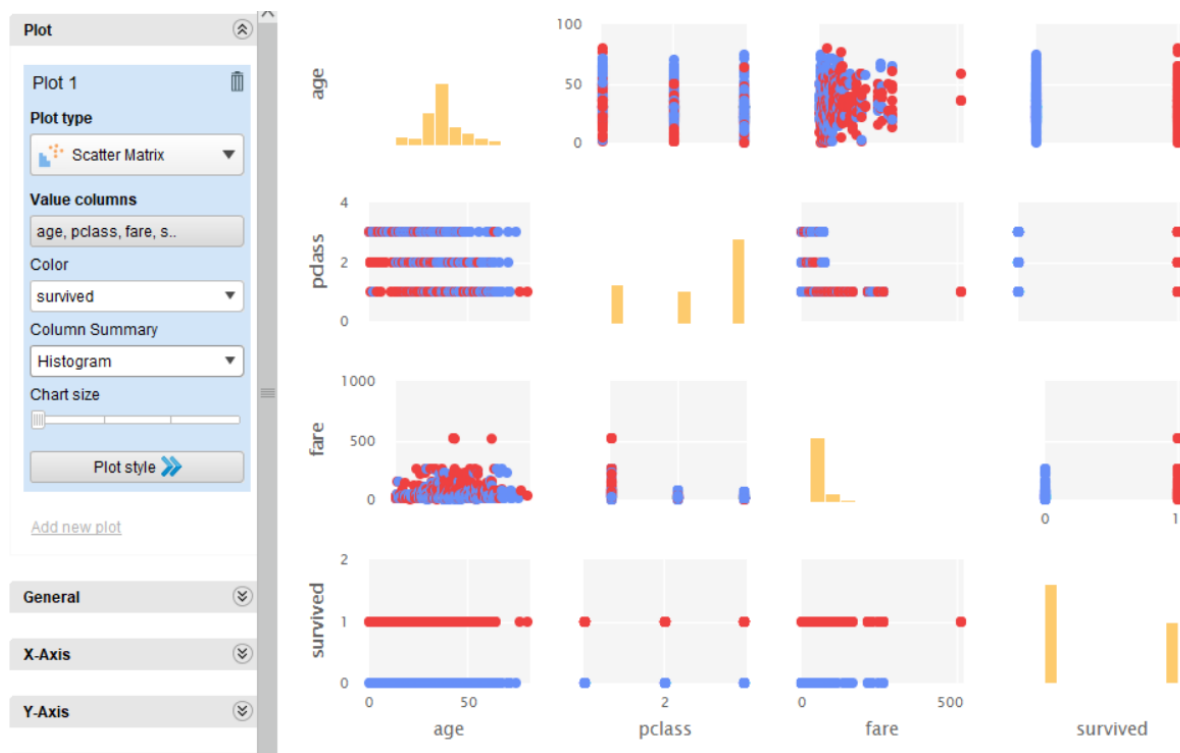 Plot
Plot 1
Plot type
Scatter Matrix
Value columns
age, pclass, fare, s..
Color
survived
Column Summary
Histogram
Chart size
Plot style
Add new plot
General
X-Axis
Y-Axis
age
100
50
0
pclass
4
2
0
fare
1000
500
0
0
1
survived
2
1
0
0
50
2
0
500
age
pclass
fare
survived